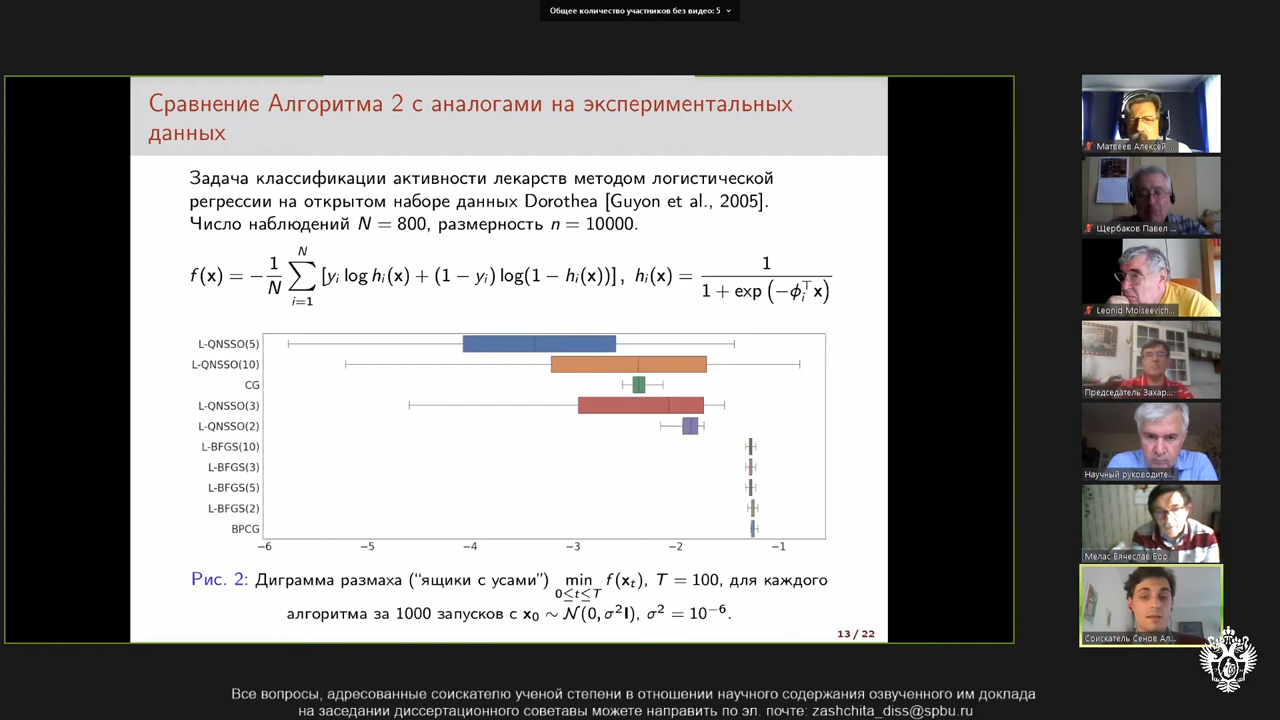 Общее количество участников без видео: 5
Сравнение Алгоритма 2 с аналогами на экспериментальных
данных
Задача классификации активности лекарств методом логистической
регрессии на открытом наборе данных Dorothea [Guyon et al., 2005].
Число наблюдений N = 800, размерность n = 10000.
f(x) = −1/N ∑_{i=1}^{N} [y_i log h_i(x) + (1 − y_i) log(1 − h_i(x))], h_i(x) = 1/(1 + exp(−ϕ_i^⊤x))
L-QNSSO(5)
L-QNSSO(10)
CG
L-QNSSO(3)
L-QNSSO(2)
L-BFGS(10)
L-BFGS(3)
L-BFGS(5)
L-BFGS(2)
BPCG
−6 −5 −4 −3 −2 −1
Рис. 2: Диграмма размаха (“ящики с усами”) min_{0≤t≤T} f(x_t), T = 100, для каждого
алгоритма за 1000 запусков с x_0 ∼ N(0, σ²I), σ² = 10⁻⁶.
13 / 22
Матвеев Алексей ...
Щербаков Павел ...
Leonid Moiseevich...
Председатель Захар...
Научный руководите...
Мелас Вячеслав Вор...
Соискатель Сенов Ал...
Все вопросы, адресованные соискателю ученой степени в отношении научного содержания озвученного им доклада
на заседании диссертационного советавы можете направить по эл. почте: zashchita_diss@spbu.ru